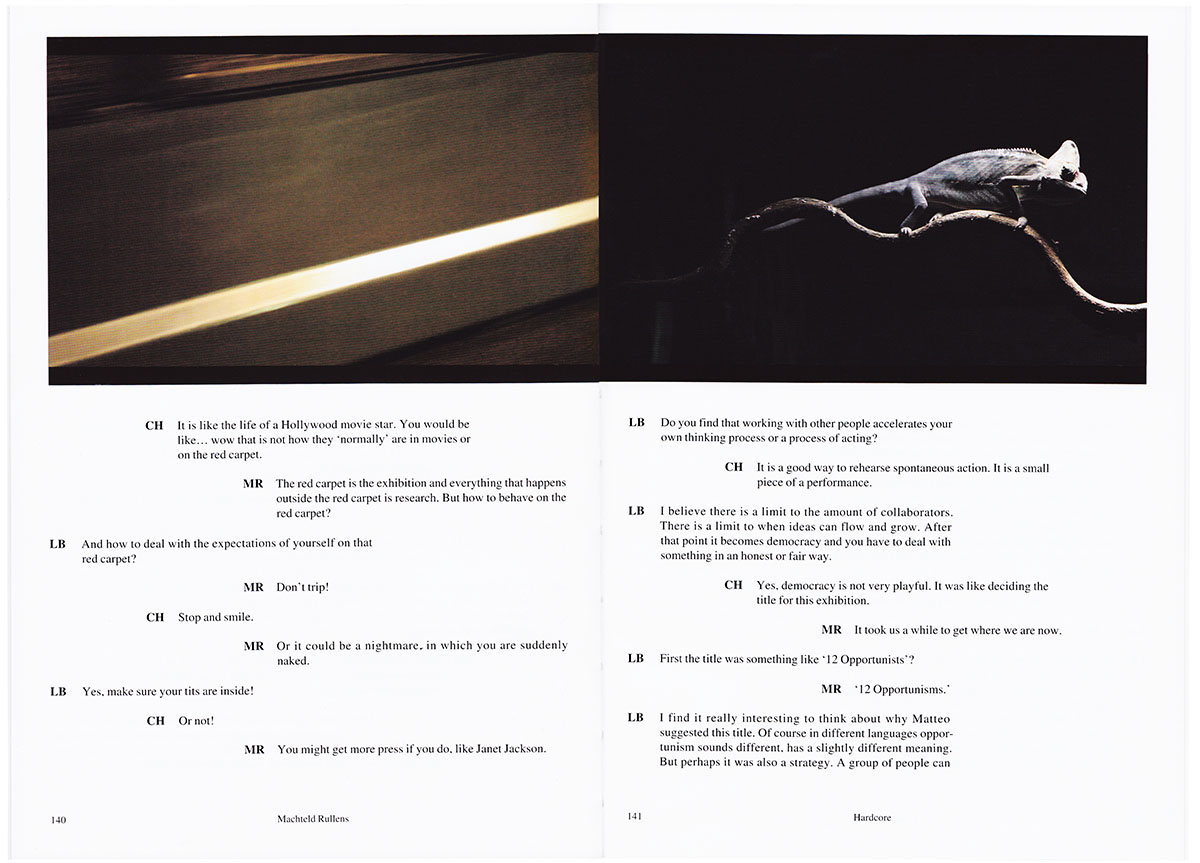 CH It is like the life of a Hollywood movie star. You would be
like… wow that is not how they ‘normally’ are in movies or
on the red carpet.
MR The red carpet is the exhibition and everything that happens
outside the red carpet is research. But how to behave on the
red carpet?
LB And how to deal with the expectations of yourself on that
red carpet?
MR Don’t trip!
CH Stop and smile.
MR Or it could be a nightmare, in which you are suddenly
naked.
LB Yes, make sure your tits are inside!
CH Or not!
MR You might get more press if you do, like Janet Jackson.
140
Machteld Rullens
LB Do you find that working with other people accelerates your
own thinking process or a process of acting?
CH It is a good way to rehearse spontaneous action. It is a small
piece of a performance.
LB I believe there is a limit to the amount of collaborators.
There is a limit to when ideas can flow and grow. After
that point it becomes democracy and you have to deal with
something in an honest or fair way.
CH Yes, democracy is not very playful. It was like deciding the
title for this exhibition.
MR It took us a while to get where we are now.
LB First the title was something like ‘12 Opportunists’?
MR ‘12 Opportunisms.’
LB I find it really interesting to think about why Matteo
suggested this title. Of course in different languages oppor-
tunism sounds different, has a slightly different meaning.
But perhaps it was also a strategy. A group of people can
141
Hardcore